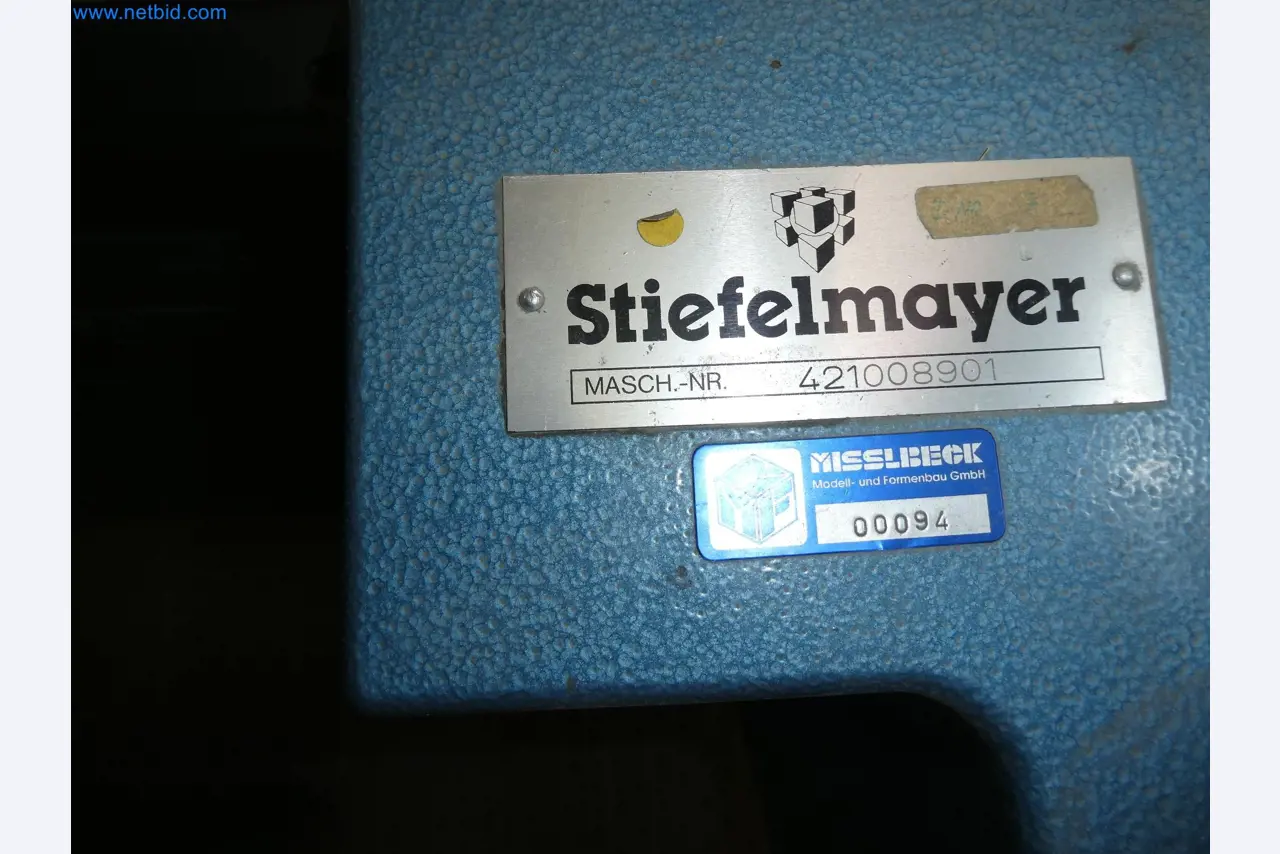 www.netbid.com
Stiefelmayer
MASCH.-NR. 421008901
MISSLBECK
Modell- und Formenbau GmbH
00094